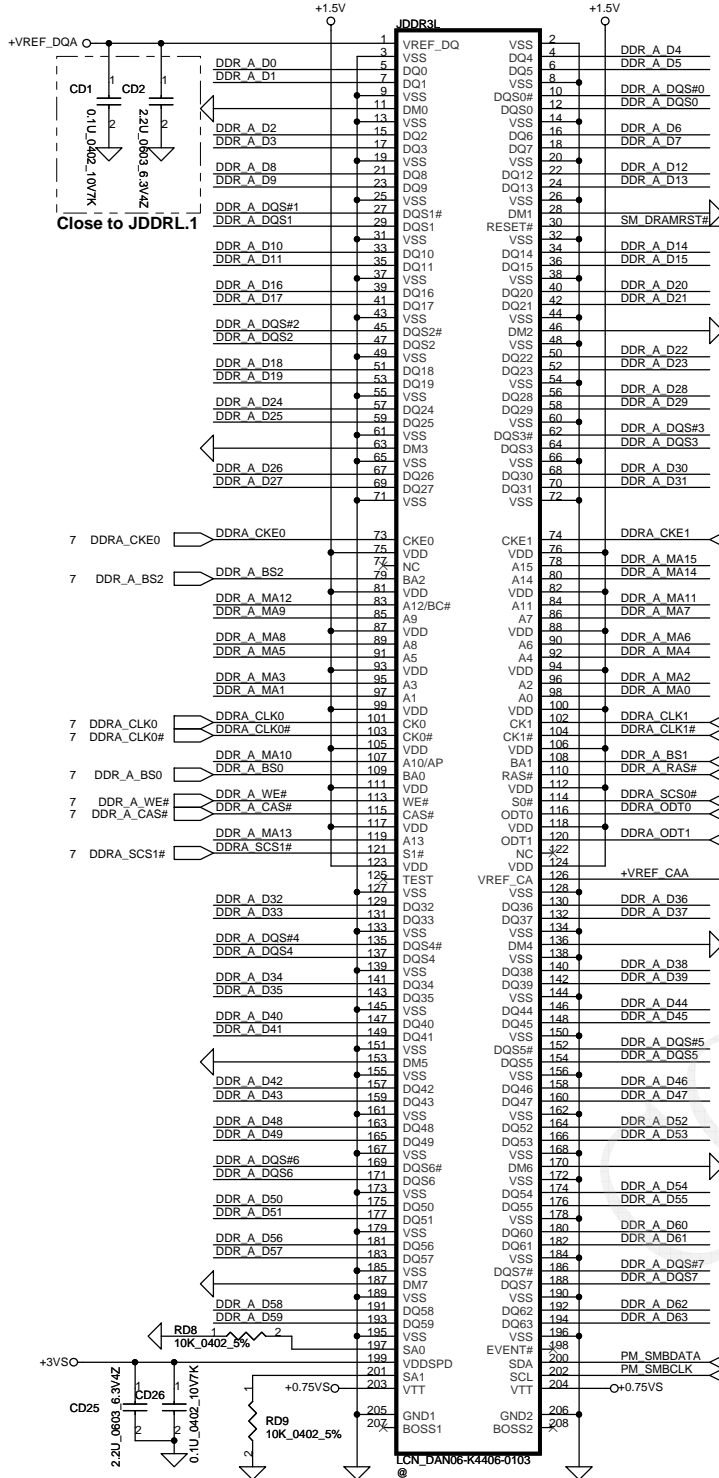 +1.5V +1.5V
JDDR3L
+VREF_DQA 1 VREF_DQ VSS 2
3 VSS DQ4 4 DDR_A_D4
DDR_A_D0 5 DQ0 DQ5 6 DDR_A_D5
DDR_A_D1 7 DQ1 VSS 8
9 VSS DQS0# 10 DDR_A_DQS#0
11 DM0 DQS0 12 DDR_A_DQS0
13 VSS VSS 14
DDR_A_D2 15 DQ2 DQ6 16 DDR_A_D6
DDR_A_D3 17 DQ3 DQ7 18 DDR_A_D7
19 VSS VSS 20
DDR_A_D8 21 DQ8 DQ12 22 DDR_A_D12
DDR_A_D9 23 DQ9 DQ13 24 DDR_A_D13
25 VSS VSS 26
DDR_A_DQS#1 27 DQS1# DM1 28
DDR_A_DQS1 29 DQS1 RESET# 30 SM_DRAMRST#
31 VSS VSS 32
DDR_A_D10 33 DQ10 DQ14 34 DDR_A_D14
DDR_A_D11 35 DQ11 DQ15 36 DDR_A_D15
37 VSS VSS 38
DDR_A_D16 39 DQ16 DQ20 40 DDR_A_D20
DDR_A_D17 41 DQ17 DQ21 42 DDR_A_D21
43 VSS VSS 44
DDR_A_DQS#2 45 DQS2# DM2 46
DDR_A_DQS2 47 DQS2 VSS 48
49 VSS DQ22 50 DDR_A_D22
DDR_A_D18 51 DQ18 DQ23 52 DDR_A_D23
DDR_A_D19 53 DQ19 VSS 54
55 VSS DQ28 56 DDR_A_D28
DDR_A_D24 57 DQ24 DQ29 58 DDR_A_D29
DDR_A_D25 59 DQ25 VSS 60
61 VSS DQS3# 62 DDR_A_DQS#3
63 DM3 DQS3 64 DDR_A_DQS3
65 VSS VSS 66
DDR_A_D26 67 DQ26 DQ30 68 DDR_A_D30
DDR_A_D27 69 DQ27 DQ31 70 DDR_A_D31
71 VSS VSS 72
7 DDRA_CKE0 DDRA_CKE0 73 CKE0 CKE1 74 DDRA_CKE1
75 VDD VDD 76
77 NC A15 78 DDR_A_MA15
7 DDR_A_BS2 DDR_A_BS2 79 BA2 A14 80 DDR_A_MA14
81 VDD VDD 82
DDR_A_MA12 83 A12/BC# A11 84 DDR_A_MA11
DDR_A_MA9 85 A9 A7 86 DDR_A_MA7
87 VDD VDD 88
DDR_A_MA8 89 A8 A6 90 DDR_A_MA6
DDR_A_MA5 91 A5 A4 92 DDR_A_MA4
93 VDD VDD 94
DDR_A_MA3 95 A3 A2 96 DDR_A_MA2
DDR_A_MA1 97 A1 A0 98 DDR_A_MA0
99 VDD VDD 100
7 DDRA_CLK0 DDRA_CLK0 101 CK0 CK1 102 DDRA_CLK1
7 DDRA_CLK0# DDRA_CLK0# 103 CK0# CK1# 104 DDRA_CLK1#
105 VDD VDD 106
DDR_A_MA10 107 A10/AP BA1 108 DDR_A_BS1
7 DDR_A_BS0 DDR_A_BS0 109 BA0 RAS# 110 DDR_A_RAS#
111 VDD VDD 112
7 DDR_A_WE# DDR_A_WE# 113 WE# S0# 114 DDRA_SCS0#
7 DDR_A_CAS# DDR_A_CAS# 115 CAS# ODT0 116 DDRA_ODT0
117 VDD VDD 118
DDR_A_MA13 119 A13 ODT1 120 DDRA_ODT1
7 DDRA_SCS1# DDRA_SCS1# 121 S1# NC 122
123 VDD VDD 124
125 TEST VREF_CA 126 +VREF_CAA
127 VSS VSS 128
DDR_A_D32 129 DQ32 DQ36 130 DDR_A_D36
DDR_A_D33 131 DQ33 DQ37 132 DDR_A_D37
133 VSS VSS 134
DDR_A_DQS#4 135 DQS4# DM4 136
DDR_A_DQS4 137 DQS4 VSS 138
139 VSS DQ38 140 DDR_A_D38
DDR_A_D34 141 DQ34 DQ39 142 DDR_A_D39
DDR_A_D35 143 DQ35 VSS 144
145 VSS DQ44 146 DDR_A_D44
DDR_A_D40 147 DQ40 DQ45 148 DDR_A_D45
DDR_A_D41 149 DQ41 VSS 150
151 VSS DQS5# 152 DDR_A_DQS#5
153 DM5 DQS5 154 DDR_A_DQS5
155 VSS VSS 156
DDR_A_D42 157 DQ42 DQ46 158 DDR_A_D46
DDR_A_D43 159 DQ43 DQ47 160 DDR_A_D47
161 VSS VSS 162
DDR_A_D48 163 DQ48 DQ52 164 DDR_A_D52
DDR_A_D49 165 DQ49 DQ53 166 DDR_A_D53
167 VSS VSS 168
DDR_A_DQS#6 169 DQS6# DM6 170
DDR_A_DQS6 171 DQS6 VSS 172
173 VSS DQ54 174 DDR_A_D54
DDR_A_D50 175 DQ50 DQ55 176 DDR_A_D55
DDR_A_D51 177 DQ51 VSS 178
179 VSS DQ60 180 DDR_A_D60
DDR_A_D56 181 DQ56 DQ61 182 DDR_A_D61
DDR_A_D57 183 DQ57 VSS 184
185 VSS DQS7# 186 DDR_A_DQS#7
187 DM7 DQS7 188 DDR_A_DQS7
189 VSS VSS 190
DDR_A_D58 191 DQ58 DQ62 192 DDR_A_D62
DDR_A_D59 193 DQ59 DQ63 194 DDR_A_D63
195 VSS VSS 196
197 SA0 EVENT# 198
+3VS 199 VDDSPD SDA 200 PM_SMBDATA
201 SA1 SCL 202 PM_SMBCLK
+0.75VS 203 VTT VTT 204 +0.75VS
205 GND1 GND2 206
207 BOSS1 BOSS2 208
LCN_DAN06-K4406-0103
@
CD1 1 2
0.1U_0402_10V7K
CD2 1 2
2.2U_0603_6.3V4Z
Close to JDDRL.1
RD8 1 2
10K_0402_5%
CD25 1 2
2.2U_0603_6.3V4Z
CD26 1 2
0.1U_0402_10V7K
RD9 1 2
10K_0402_5%